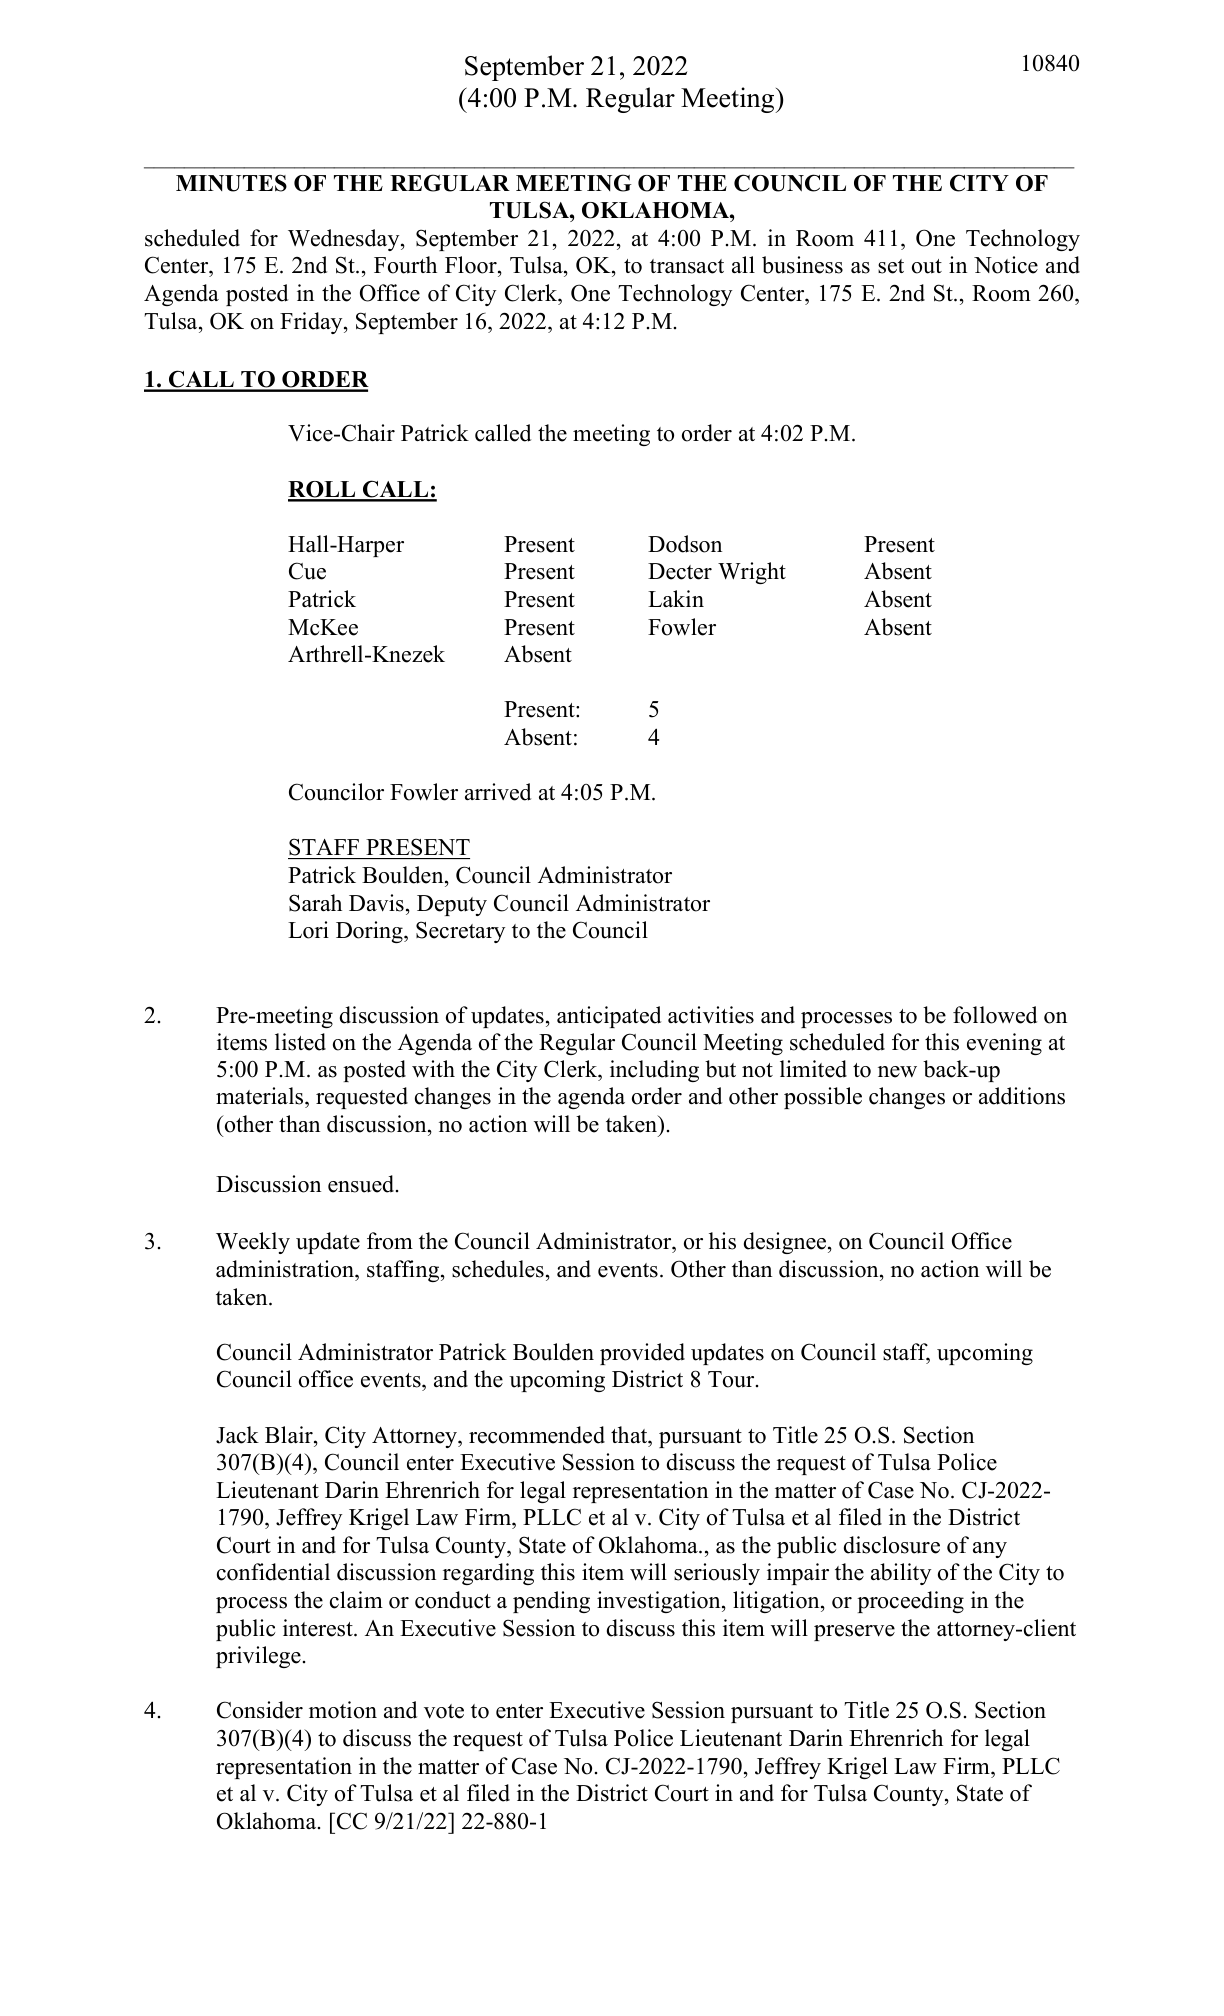 September 21, 2022 10840
(4:00 P.M. Regular Meeting)
MINUTES OF THE REGULAR MEETING OF THE COUNCIL OF THE CITY OF
TULSA, OKLAHOMA,
scheduled for Wednesday, September 21, 2022, at 4:00 P.M. in Room 411, One Technology
Center, 175 E. 2nd St., Fourth Floor, Tulsa, OK, to transact all business as set out in Notice and
Agenda posted in the Office of City Clerk, One Technology Center, 175 E. 2nd St., Room 260,
Tulsa, OK on Friday, September 16, 2022, at 4:12 P.M.
1. CALL TO ORDER
Vice-Chair Patrick called the meeting to order at 4:02 P.M.
ROLL CALL:
Hall-Harper Present Dodson Present
Cue Present Decter Wright Absent
Patrick Present Lakin Absent
McKee Present Fowler Absent
Arthrell-Knezek Absent
Present: 5
Absent: 4
Councilor Fowler arrived at 4:05 P.M.
STAFF PRESENT
Patrick Boulden, Council Administrator
Sarah Davis, Deputy Council Administrator
Lori Doring, Secretary to the Council
2. Pre-meeting discussion of updates, anticipated activities and processes to be followed on
items listed on the Agenda of the Regular Council Meeting scheduled for this evening at
5:00 P.M. as posted with the City Clerk, including but not limited to new back-up
materials, requested changes in the agenda order and other possible changes or additions
(other than discussion, no action will be taken).
Discussion ensued.
3. Weekly update from the Council Administrator, or his designee, on Council Office
administration, staffing, schedules, and events. Other than discussion, no action will be
taken.
Council Administrator Patrick Boulden provided updates on Council staff, upcoming
Council office events, and the upcoming District 8 Tour.
Jack Blair, City Attorney, recommended that, pursuant to Title 25 O.S. Section
307(B)(4), Council enter Executive Session to discuss the request of Tulsa Police
Lieutenant Darin Ehrenrich for legal representation in the matter of Case No. CJ-2022-
1790, Jeffrey Krigel Law Firm, PLLC et al v. City of Tulsa et al filed in the District
Court in and for Tulsa County, State of Oklahoma., as the public disclosure of any
confidential discussion regarding this item will seriously impair the ability of the City to
process the claim or conduct a pending investigation, litigation, or proceeding in the
public interest. An Executive Session to discuss this item will preserve the attorney-client
privilege.
4. Consider motion and vote to enter Executive Session pursuant to Title 25 O.S. Section
307(B)(4) to discuss the request of Tulsa Police Lieutenant Darin Ehrenrich for legal
representation in the matter of Case No. CJ-2022-1790, Jeffrey Krigel Law Firm, PLLC
et al v. City of Tulsa et al filed in the District Court in and for Tulsa County, State of
Oklahoma. [CC 9/21/22] 22-880-1